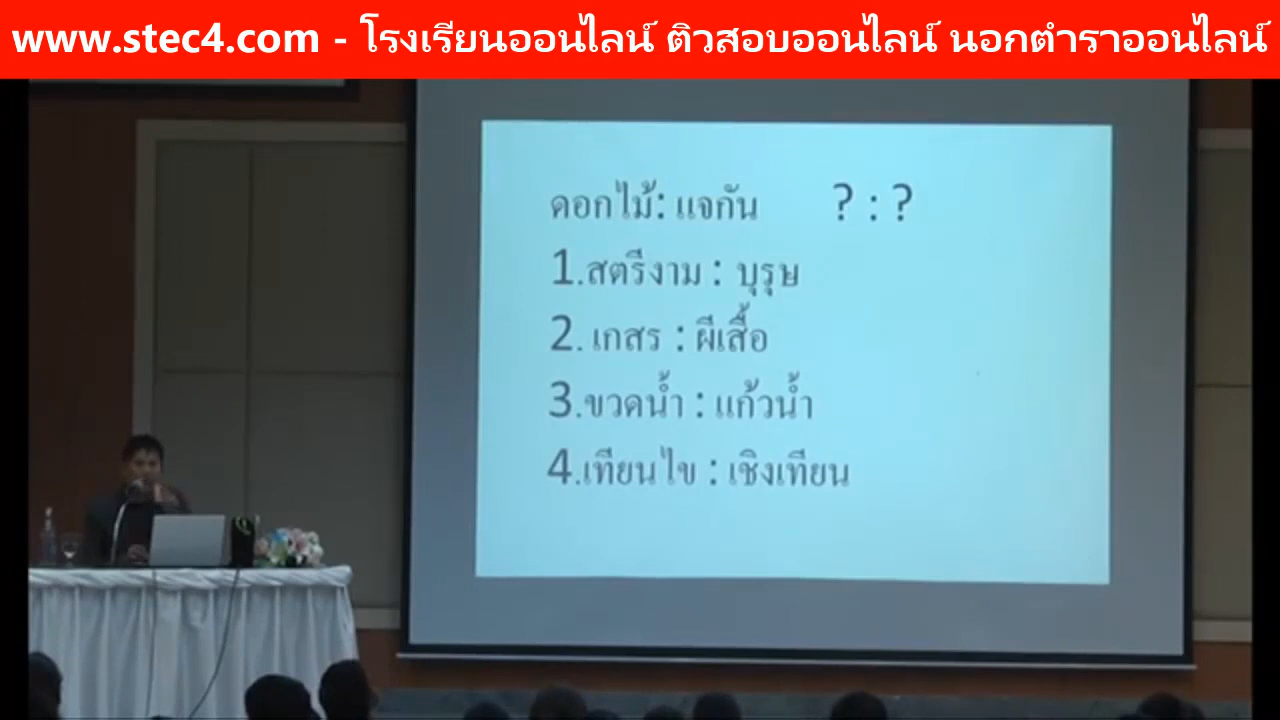 www.stec4.com - โรงเรียนออนไลน์ ติวสอบออนไลน์ นอกตำราออนไลน์
ดอกไม้: แจกัน ? : ?
1.สตรีงาม : บุรุษ
2. เกสร : ผีเสื้อ
3.ขวดน้ำ : แก้วน้ำ
4.เทียนไข : เชิงเทียน